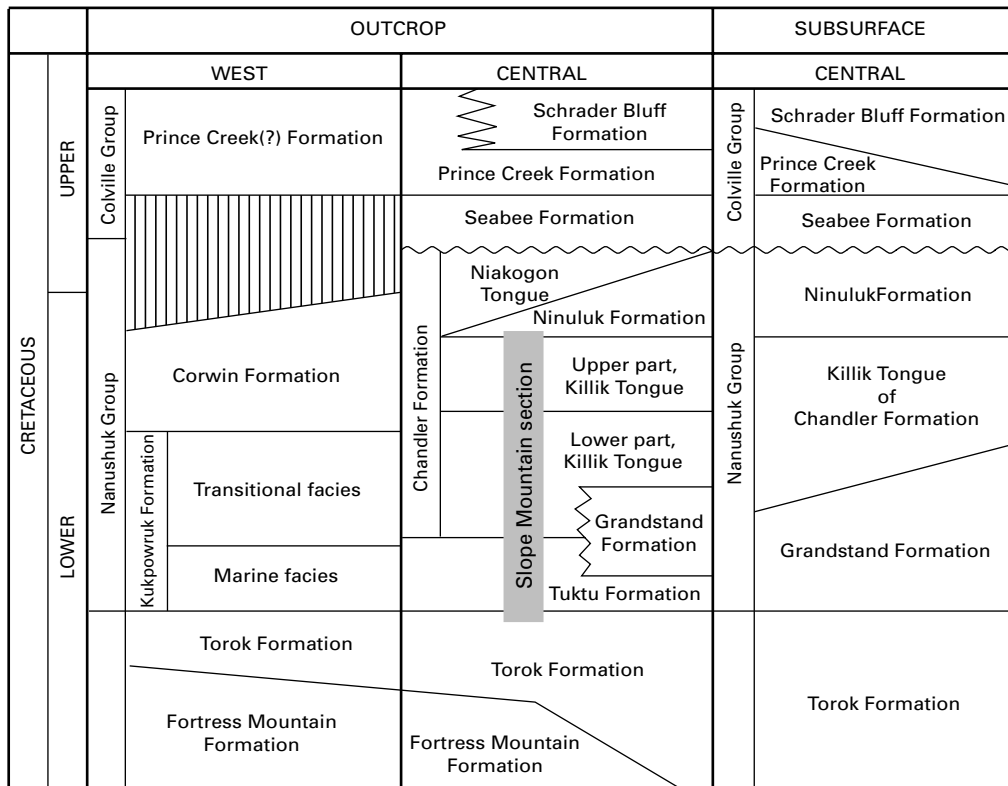 OUTCROP
SUBSURFACE
WEST
CENTRAL
CENTRAL
CRETACEOUS
UPPER
LOWER
Colville Group
Nanushuk Group
Prince Creek(?) Formation
Corwin Formation
Kukpowruk Formation
Transitional facies
Marine facies
Torok Formation
Fortress Mountain
Formation
Schrader Bluff
Formation
Prince Creek Formation
Seabee Formation
Chandler Formation
Niakogon
Tongue
Ninuluk Formation
Slope Mountain section
Upper part,
Killik Tongue
Lower part,
Killik Tongue
Grandstand
Formation
Tuktu Formation
Torok Formation
Fortress Mountain
Formation
Colville Group
Nanushuk Group
Schrader Bluff Formation
Prince Creek
Formation
Seabee Formation
NinulukFormation
Killik Tongue
of
Chandler Formation
Grandstand Formation
Torok Formation